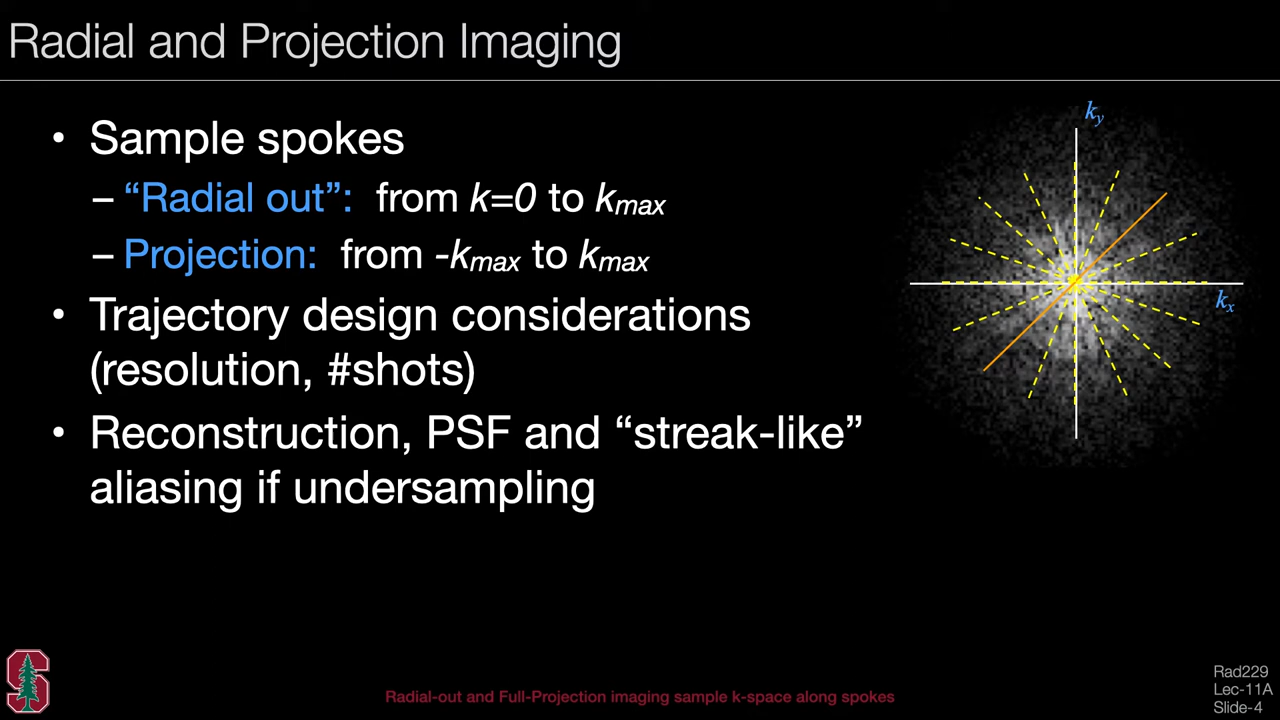 Radial and Projection Imaging
• Sample spokes
– “Radial out”: from k=0 to kmax
– Projection: from -kmax to kmax
• Trajectory design considerations
(resolution, #shots)
• Reconstruction, PSF and “streak-like”
aliasing if undersampling
ky
kx
S
Radial-out and Full-Projection imaging sample k-space along spokes
Rad229
Lec-11A
Slide-4